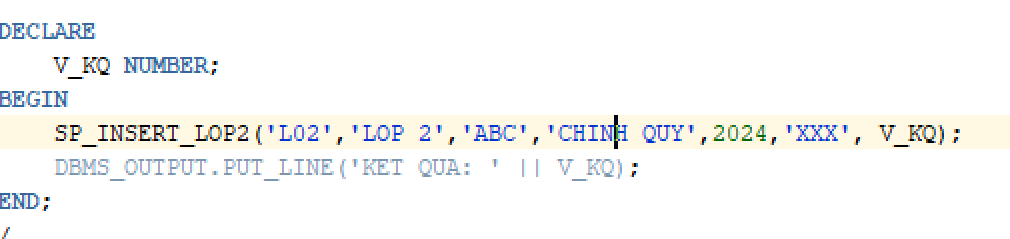 DECLARE
V_KQ NUMBER;
BEGIN
SP_INSERT_LOP2('L02','LOP 2','ABC','CHINH QUY',2024,'XXX', V_KQ);
DBMS_OUTPUT.PUT_LINE('KET QUA: ' || V_KQ);
END;
/